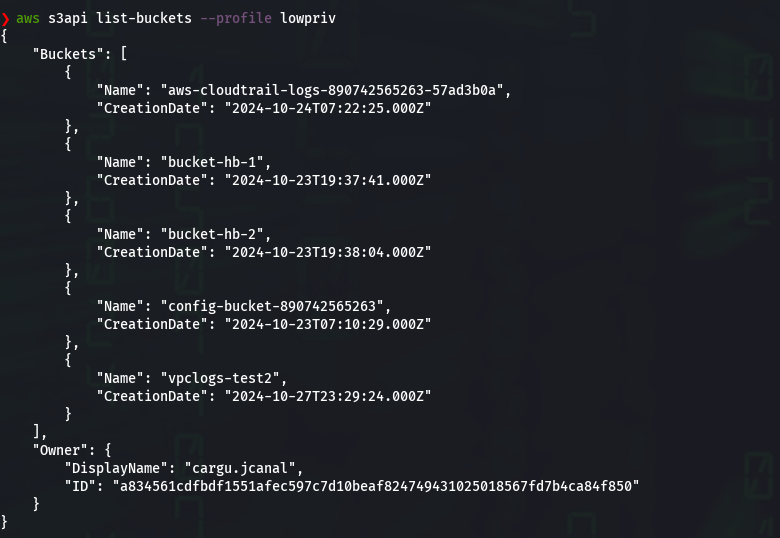 ❯ aws s3api list-buckets --profile lowpriv
{
    "Buckets": [
        {
            "Name": "aws-cloudtrail-logs-890742565263-57ad3b0a",
            "CreationDate": "2024-10-24T07:22:25.000Z"
        },
        {
            "Name": "bucket-hb-1",
            "CreationDate": "2024-10-23T19:37:41.000Z"
        },
        {
            "Name": "bucket-hb-2",
            "CreationDate": "2024-10-23T19:38:04.000Z"
        },
        {
            "Name": "config-bucket-890742565263",
            "CreationDate": "2024-10-23T07:10:29.000Z"
        },
        {
            "Name": "vpclogs-test2",
            "CreationDate": "2024-10-27T23:29:24.000Z"
        }
    ],
    "Owner": {
        "DisplayName": "cargu.jcanal",
        "ID": "a834561cdfbdf1551afec597c7d10beaf824749431025018567fd7b4ca84f850"
    }
}